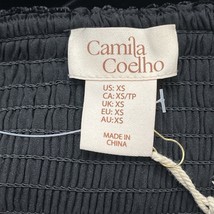 Camila
Coelho
US: XS
CA: XS/TP
UK: XS
EU: XS
AU: XS
MADE IN
CHINA